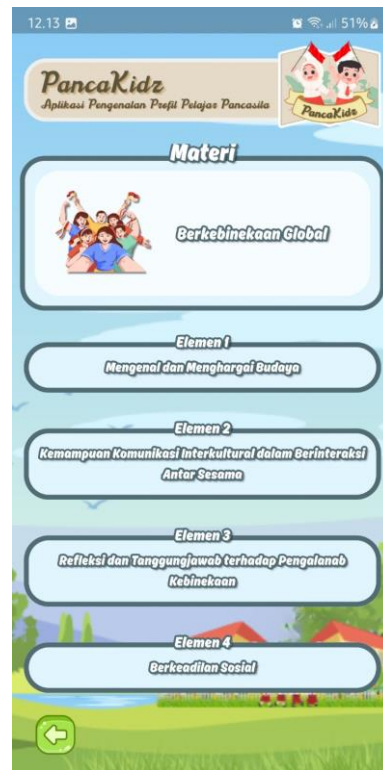 12.13
51%
PancaKidz
Aplikasi Pengenalan Profil Pelajar Pancasila
PancaKidz
Materi
Berkebinekaan Global
Elemen 1
Mengenal dan Menghargai Budaya
Elemen 2
Kemampuan Komunikasi Interkultural dalam Berinteraksi
Antar Sesama
Elemen 3
Refleksi dan Tanggungjawab terhadap Pengalanab
Kebinekaan
Elemen 4
Berkeadilan Sosial